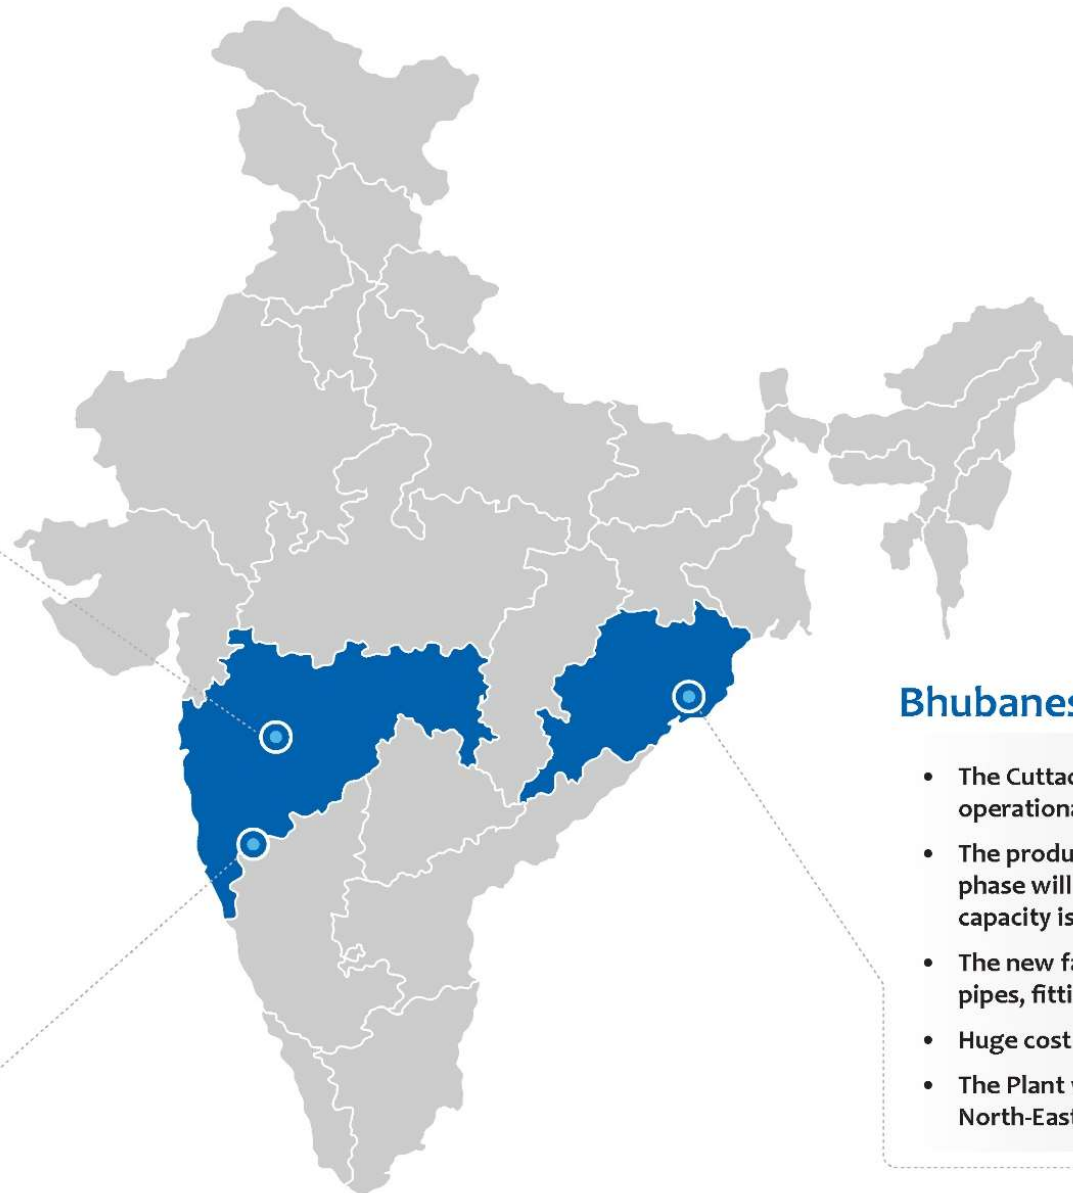 Bhubanes
• The Cuttac
operationa
• The produ
phase will
capacity is
• The new fa
pipes, fitti
• Huge cost
• The Plant
North-East